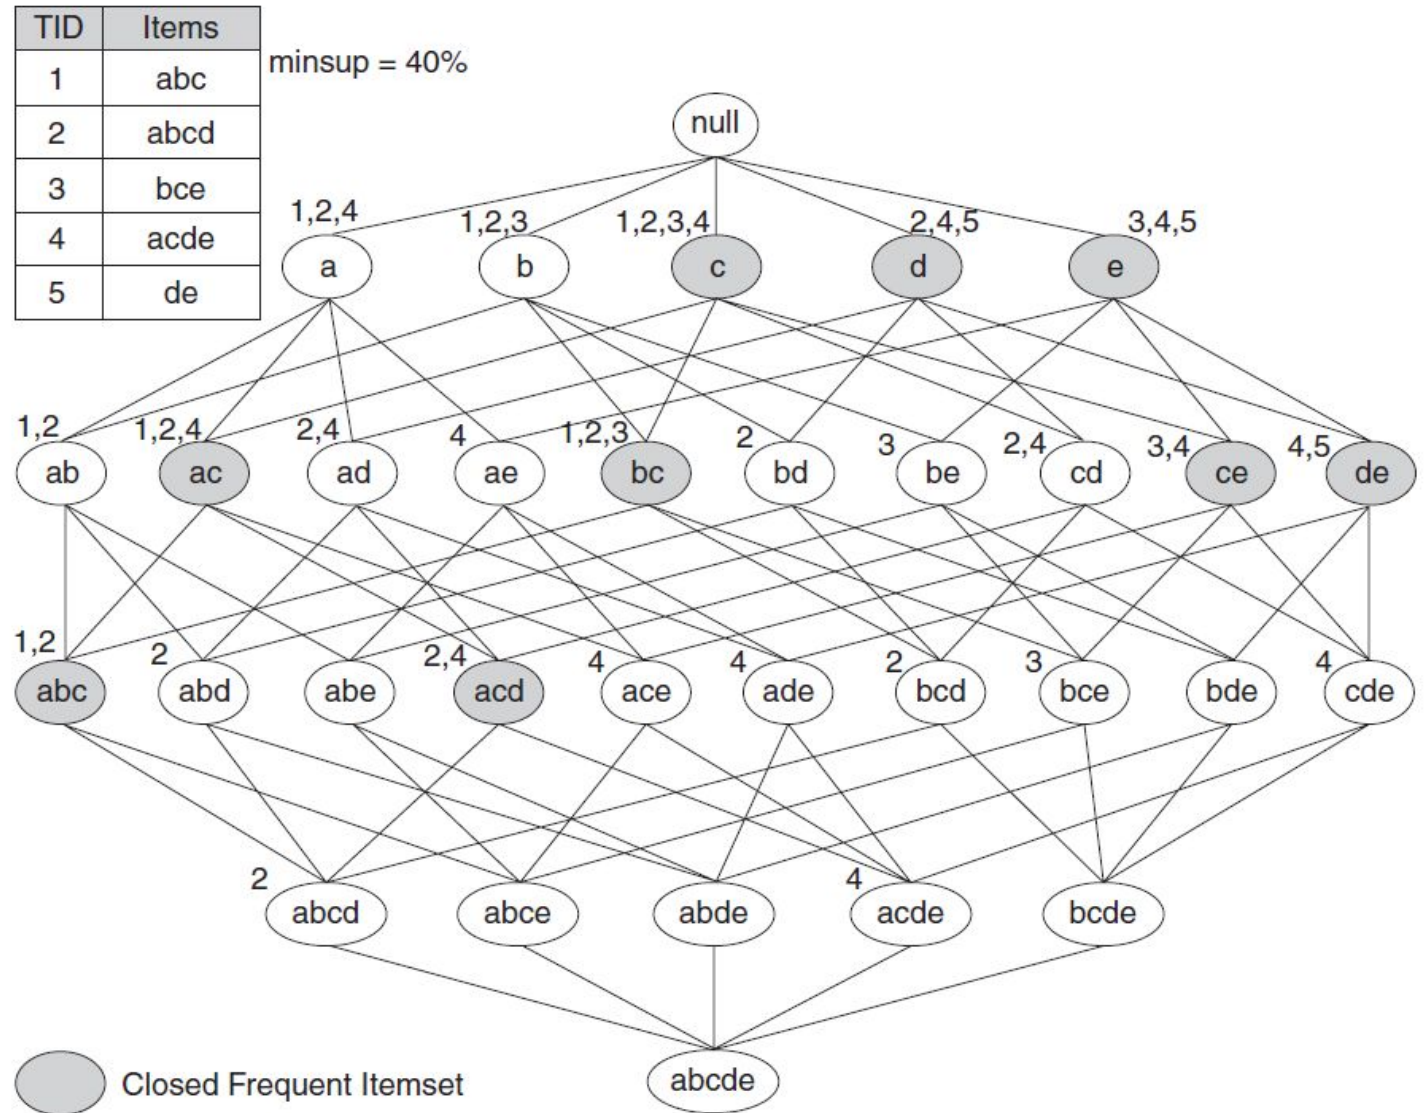 TID Items
1 abc
2 abcd
3 bce
4 acde
5 de
minsup = 40%
null
1,2,4 1,2,3 1,2,3,4 2,4,5 3,4,5
a b c d e
1,2 1,2,4 2,4 4 1,2,3 2 3 2,4 3,4 4,5
ab ac ad ae bc bd be cd ce de
1,2 2 2,4 4 4 2 3 4
abc abd abe acd ace ade bcd bce bde cde
2 4
abcd abce abde acde bcde
abcde
Closed Frequent Itemset